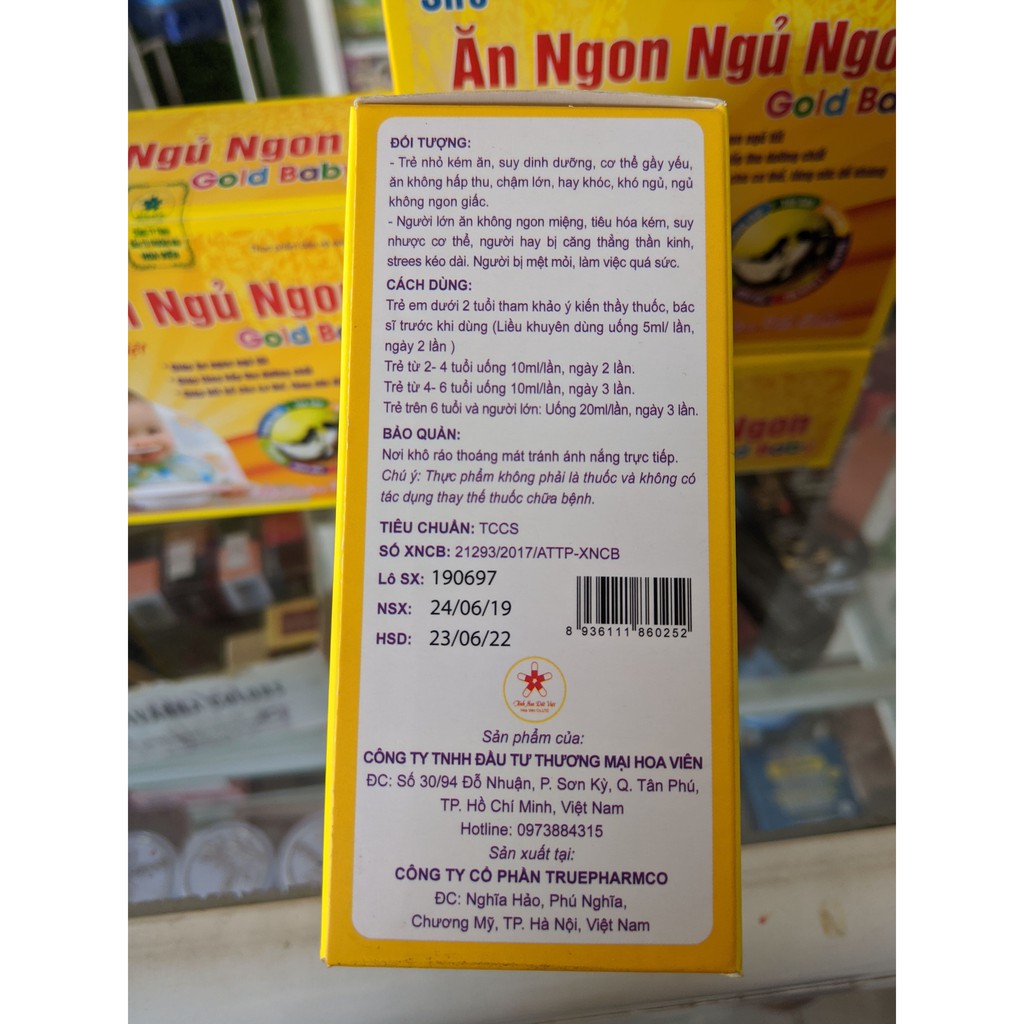 Ăn Ngon Ngủ Ngo
Gold Ba
Ngủ Ngon
Gold Bab
Ngủ Ngon
Gold B
Ngon
ĐỐI TƯỢNG:
- Trẻ nhỏ kém ăn, suy dinh dưỡng, cơ thể gầy yếu,
ăn không hấp thu, chậm lớn, hay khóc, khó ngủ, ngủ
không ngon giấc.
- Người lớn ăn không ngon miệng, tiêu hóa kém, suy
nhược cơ thể, người hay bị căng thẳng thần kinh,
strees kéo dài. Người bị mệt mỏi, làm việc quá sức.
CÁCH DÙNG:
Trẻ em dưới 2 tuổi tham khảo ý kiến thầy thuốc, bác
sĩ trước khi dùng (Liều khuyên dùng uống 5ml/ lần,
ngày 2 lần )
Trẻ từ 2- 4 tuổi uống 10ml/lần, ngày 2 lần.
Trẻ từ 4- 6 tuổi uống 10ml/lần, ngày 3 lần.
Trẻ trên 6 tuổi và người lớn: Uống 20ml/lần, ngày 3 lần.
BẢO QUẢN:
Nơi khô ráo thoáng mát tránh ánh nắng trực tiếp.
Chú ý: Thực phẩm không phải là thuốc và không có
tác dụng thay thế thuốc chữa bệnh.
TIÊU CHUẨN: TCCS
SỐ XNCB: 21293/2017/ATTP-XNCB
Lô SX: 190697
NSX: 24/06/19
HSD: 23/06/22
8 936111 860252
Sản phẩm của:
CÔNG TY TNHH ĐẦU TƯ THƯƠNG MẠI HOA VIÊN
ĐC: Số 30/94 Đỗ Nhuận, P. Sơn Kỳ, Q. Tân Phú,
TP. Hồ Chí Minh, Việt Nam
Hotline: 0973884315
Sản xuất tại:
CÔNG TY CỔ PHẦN TRUEPHARMCO
ĐC: Nghĩa Hảo, Phú Nghĩa,
Chương Mỹ, TP. Hà Nội, Việt Nam